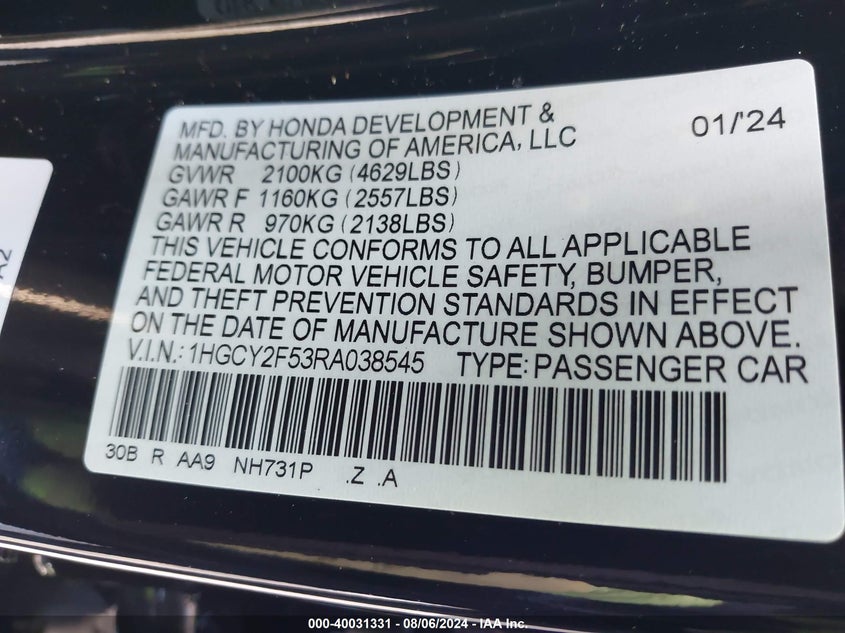 MFD. BY HONDA DEVELOPMENT &
MANUFACTURING OF AMERICA, LLC
01/'24
GVWR 2100KG (4629LBS)
GAWR F 1160KG (2557LBS)
GAWR R 970KG (2138LBS)
THIS VEHICLE CONFORMS TO ALL APPLICABLE
FEDERAL MOTOR VEHICLE SAFETY, BUMPER,
AND THEFT PREVENTION STANDARDS IN EFFECT
ON THE DATE OF MANUFACTURE SHOWN ABOVE.
V.I.N.: 1HGCY2F53RA038545 TYPE: PASSENGER CAR
30B R AA9 NH731P .Z .A
000-40031331 - 08/06/2024 - IAA Inc.